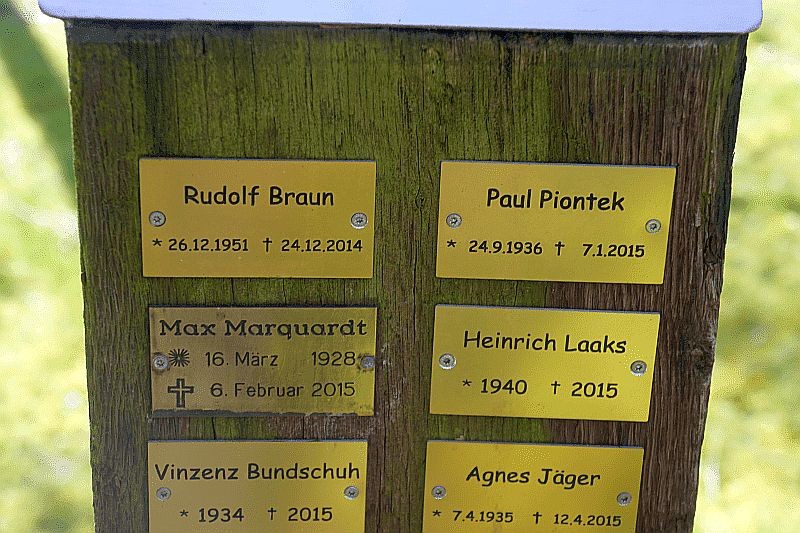 Rudolf Braun
* 26.12.1951 † 24.12.2014
Paul Piontek
* 24.9.1936 † 7.1.2015
Max Marquardt
* 16. März 1928
† 6. Februar 2015
Heinrich Laaks
* 1940 † 2015
Vinzenz Bundschuh
* 1934 † 2015
Agnes Jäger
* 7.4.1935 † 12.4.2015